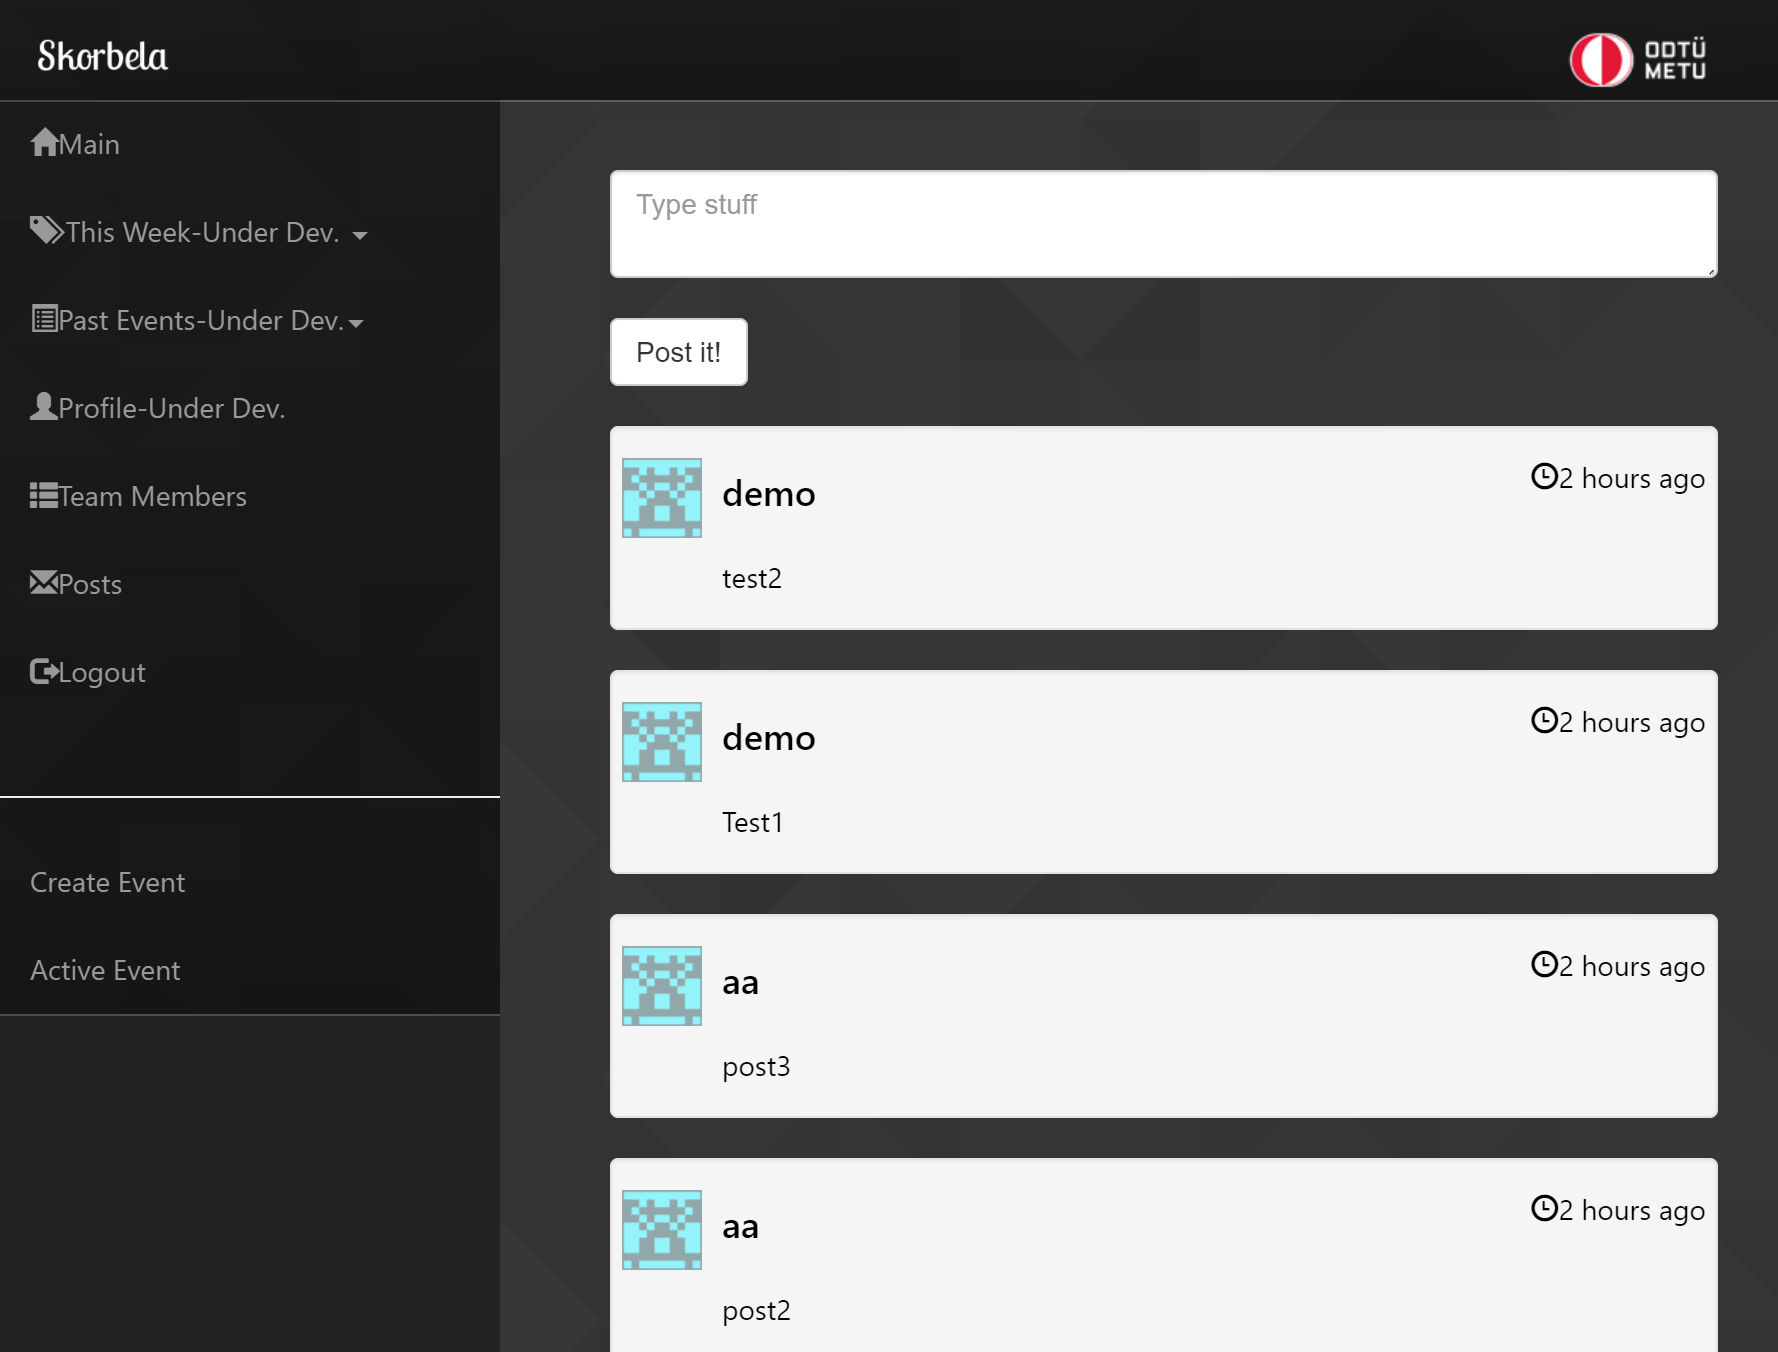 Skorbela
ODTÜ
METU
Main
This Week-Under Dev.
Past Events-Under Dev.
Profile-Under Dev.
Team Members
Posts
Logout
Create Event
Active Event
Type stuff
Post it!
demo
2 hours ago
test2
demo
2 hours ago
Test1
aa
2 hours ago
post3
aa
2 hours ago
post2